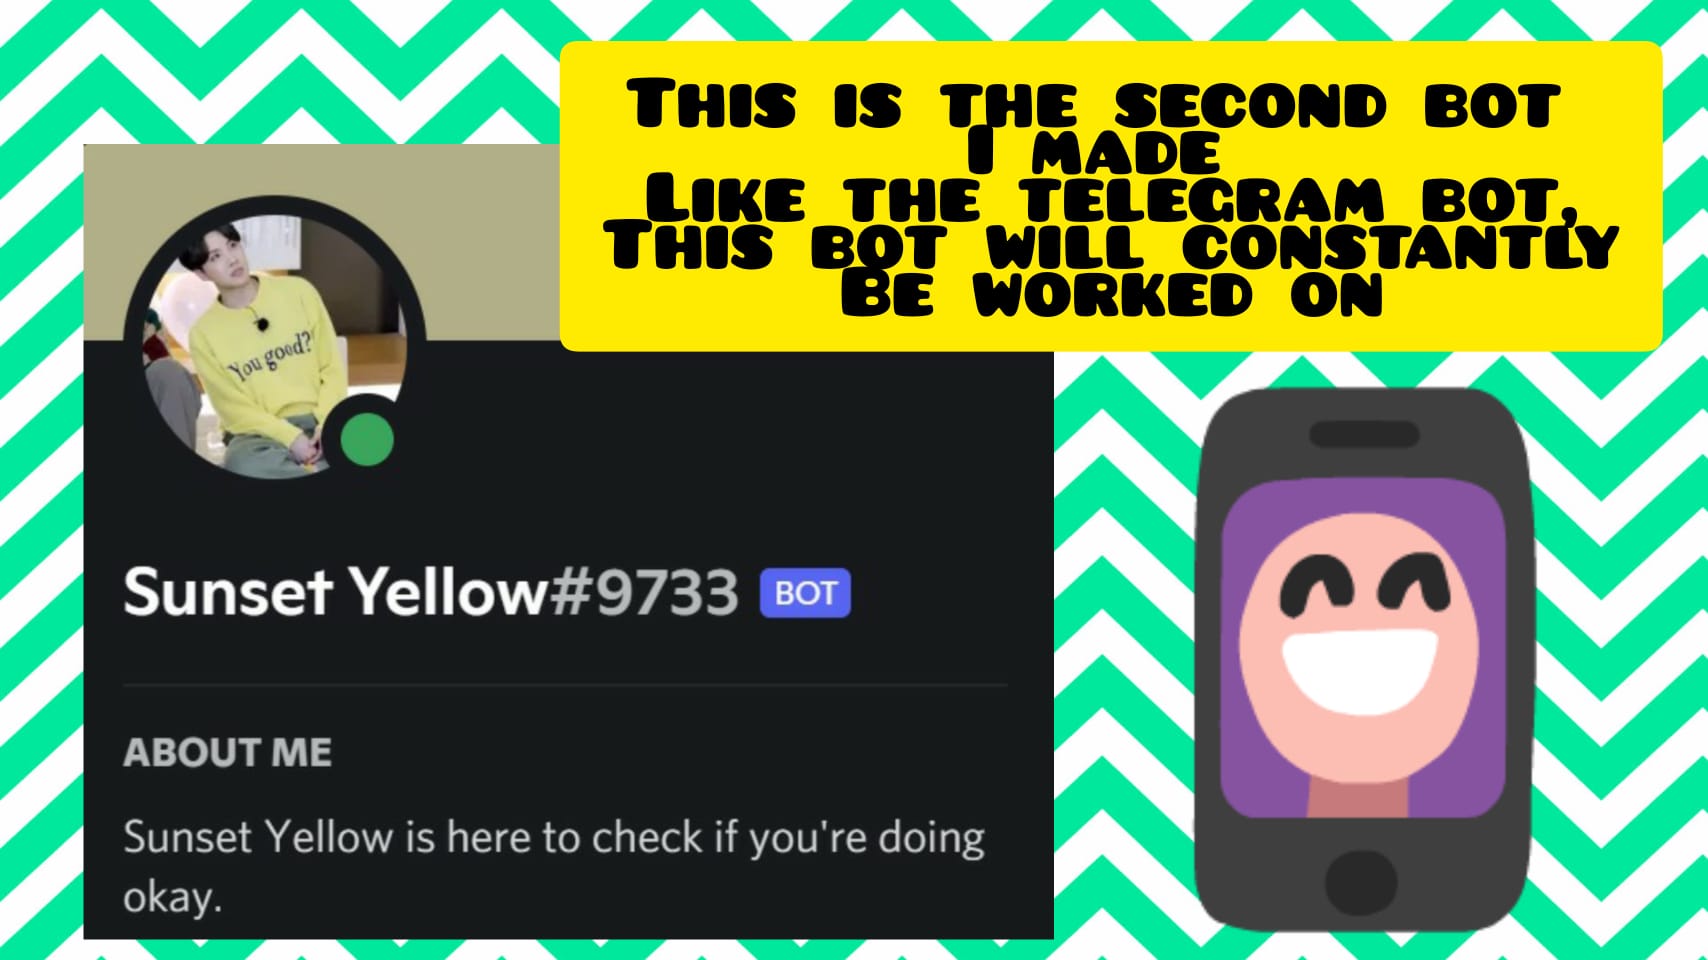 This is the second bot
I made
Like the telegram bot,
This bot will constantly
Be worked on
You good?
Sunset Yellow#9733 BOT
ABOUT ME
Sunset Yellow is here to check if you're doing
okay.